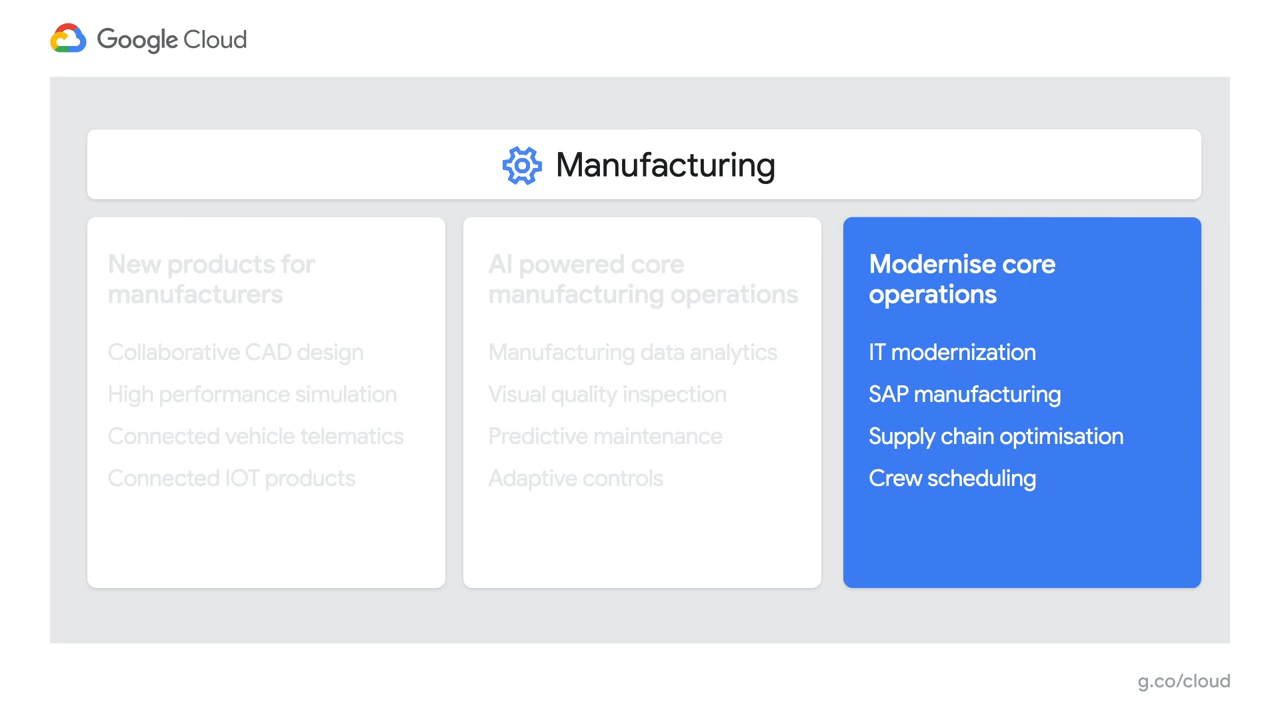 Google Cloud
Manufacturing
New products for
manufacturers
Collaborative CAD design
High performance simulation
Connected vehicle telematics
Connected IOT products
AI powered core
manufacturing operations
Manufacturing data analytics
Visual quality inspection
Predictive maintenance
Adaptive controls
Modernise core
operations
IT modernization
SAP manufacturing
Supply chain optimisation
Crew scheduling
g.co/cloud